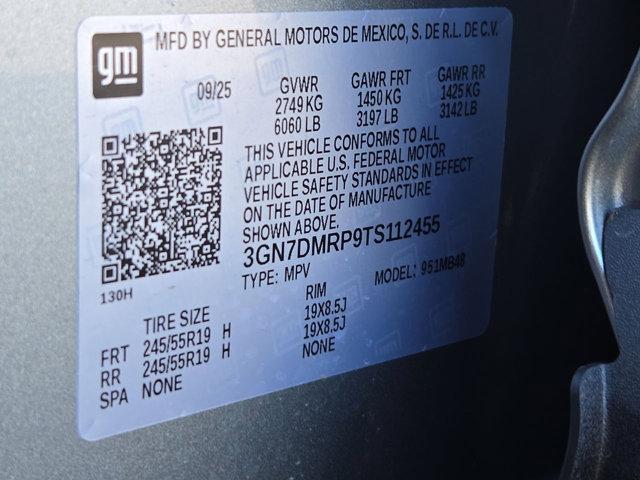 gm
MFD BY GENERAL MOTORS DE MEXICO, S. DE R.L. DE C.V.
09/25 GVWR GAWR FRT GAWR RR
2749 KG 1450 KG 1425 KG
6060 LB 3197 LB 3142 LB
THIS VEHICLE CONFORMS TO ALL
APPLICABLE U.S. FEDERAL MOTOR
VEHICLE SAFETY STANDARDS IN EFFECT
ON THE DATE OF MANUFACTURE
SHOWN ABOVE.
3GN7DMRP9TS112455
TYPE: MPV MODEL: 951MB48
130H
TIRE SIZE RIM
FRT 245/55R19 H 19X8.5J
RR 245/55R19 H 19X8.5J
SPA NONE NONE